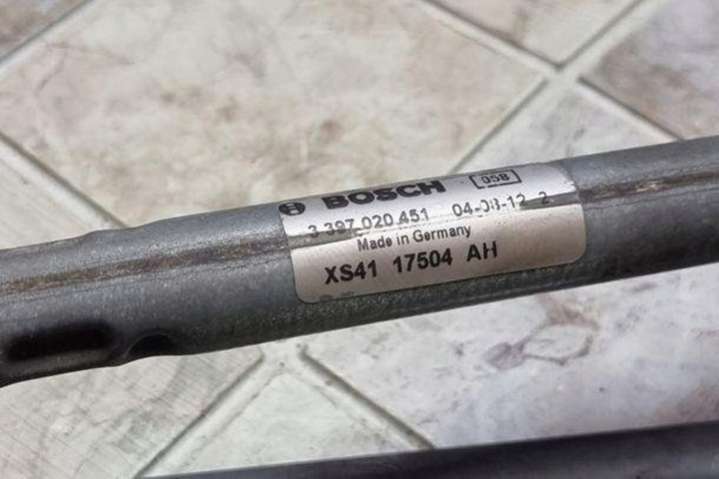 BOSCH 058
3 397 020 451 04-08-12 2
Made in Germany
XS41 17504 AH